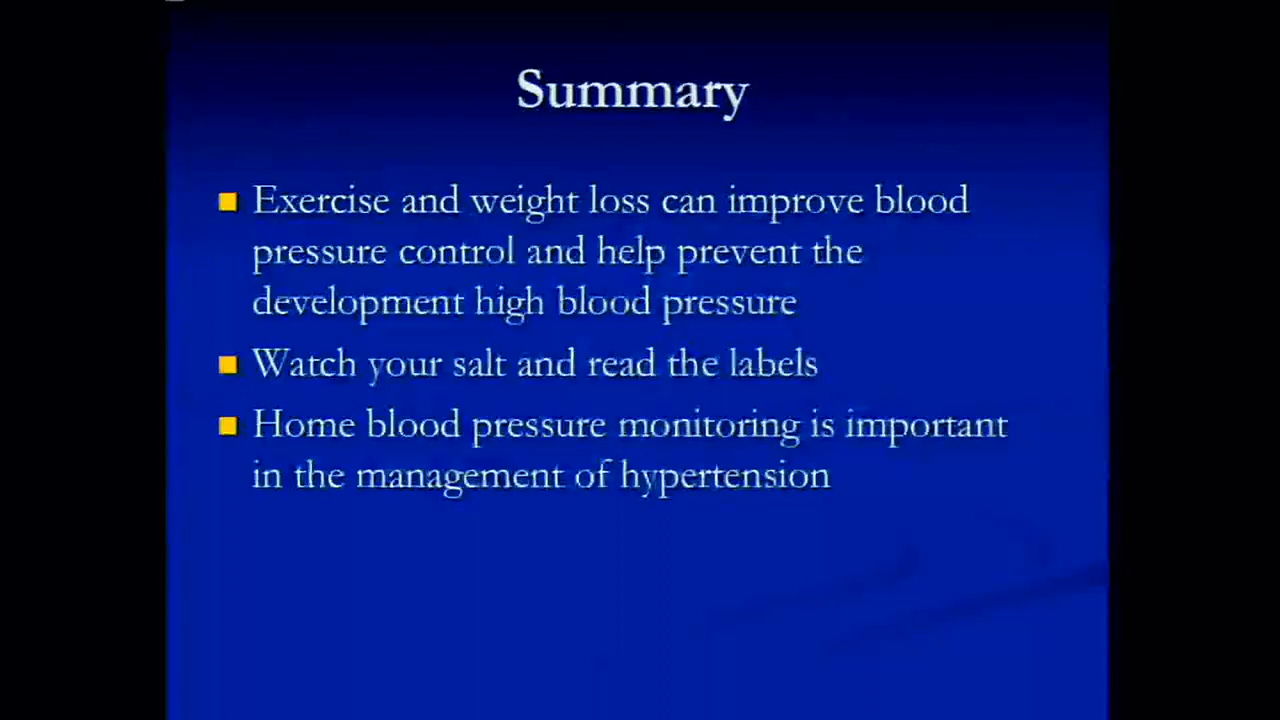 Summary
Exercise and weight loss can improve blood
pressure control and help prevent the
development high blood pressure
Watch your salt and read the labels
Home blood pressure monitoring is important
in the management of hypertension